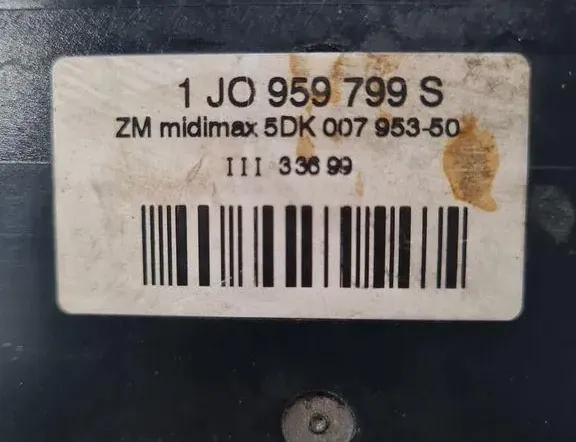 1 JO 959 799 S
ZM midimax 5DK 007 953-50
III 336 99